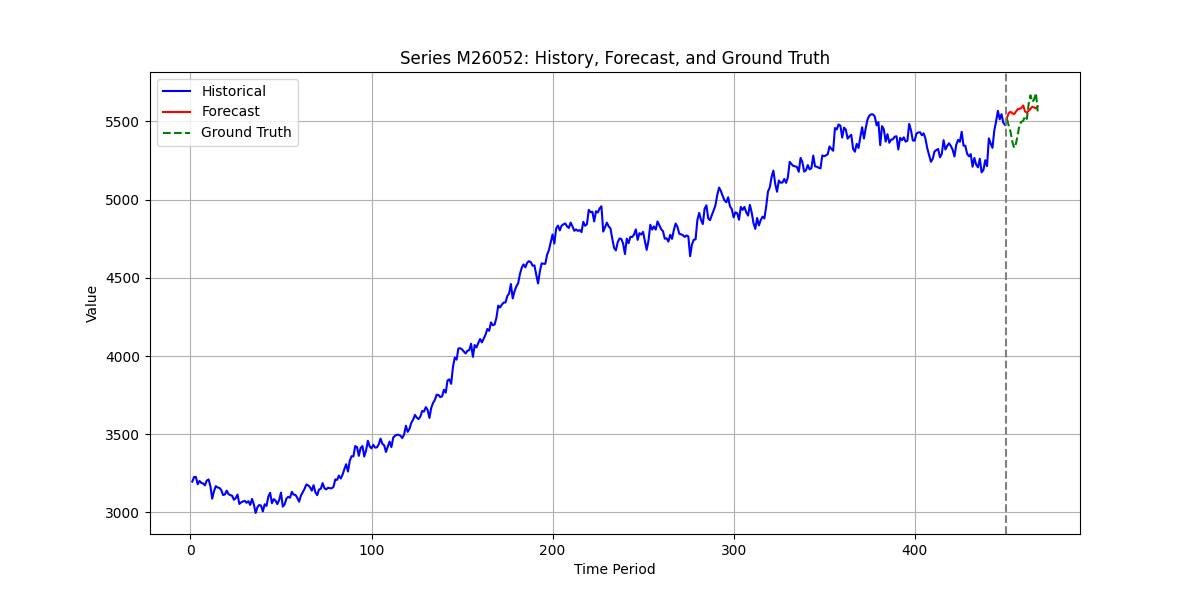 Series M26052: History, Forecast, and Ground Truth
Historical
Forecast
Ground Truth
5500
5000
4500
4000
3500
3000
Value
0 100 200 300 400
Time Period